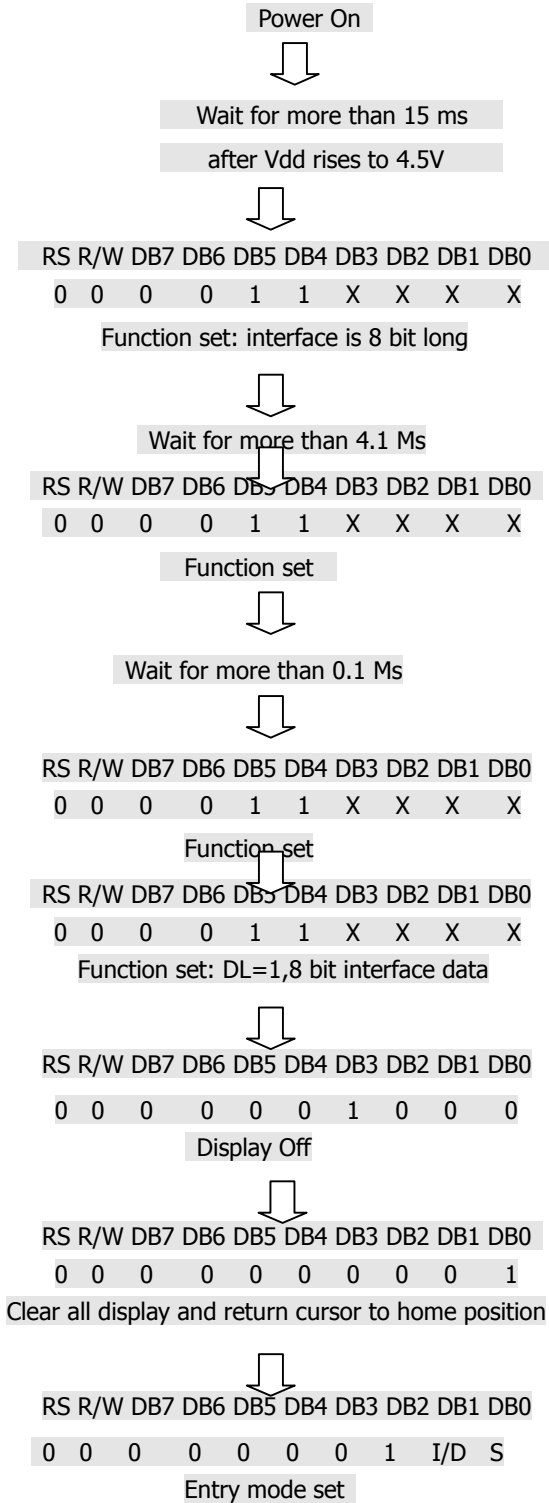 Power On
Wait for more than 15 ms
after Vdd rises to 4.5V
RS R/W DB7 DB6 DB5 DB4 DB3 DB2 DB1 DB0
0 0 0 0 1 1 X X X X
Function set: interface is 8 bit long
Wait for more than 4.1 Ms
RS R/W DB7 DB6 DB5 DB4 DB3 DB2 DB1 DB0
0 0 0 0 1 1 X X X X
Function set
Wait for more than 0.1 Ms
RS R/W DB7 DB6 DB5 DB4 DB3 DB2 DB1 DB0
0 0 0 0 1 1 X X X X
Function set
RS R/W DB7 DB6 DB5 DB4 DB3 DB2 DB1 DB0
0 0 0 0 1 1 X X X X
Function set: DL=1,8 bit interface data
RS R/W DB7 DB6 DB5 DB4 DB3 DB2 DB1 DB0
0 0 0 0 0 0 1 0 0 0
Display Off
RS R/W DB7 DB6 DB5 DB4 DB3 DB2 DB1 DB0
0 0 0 0 0 0 0 0 0 1
Clear all display and return cursor to home position
RS R/W DB7 DB6 DB5 DB4 DB3 DB2 DB1 DB0
0 0 0 0 0 0 0 1 I/D S
Entry mode set